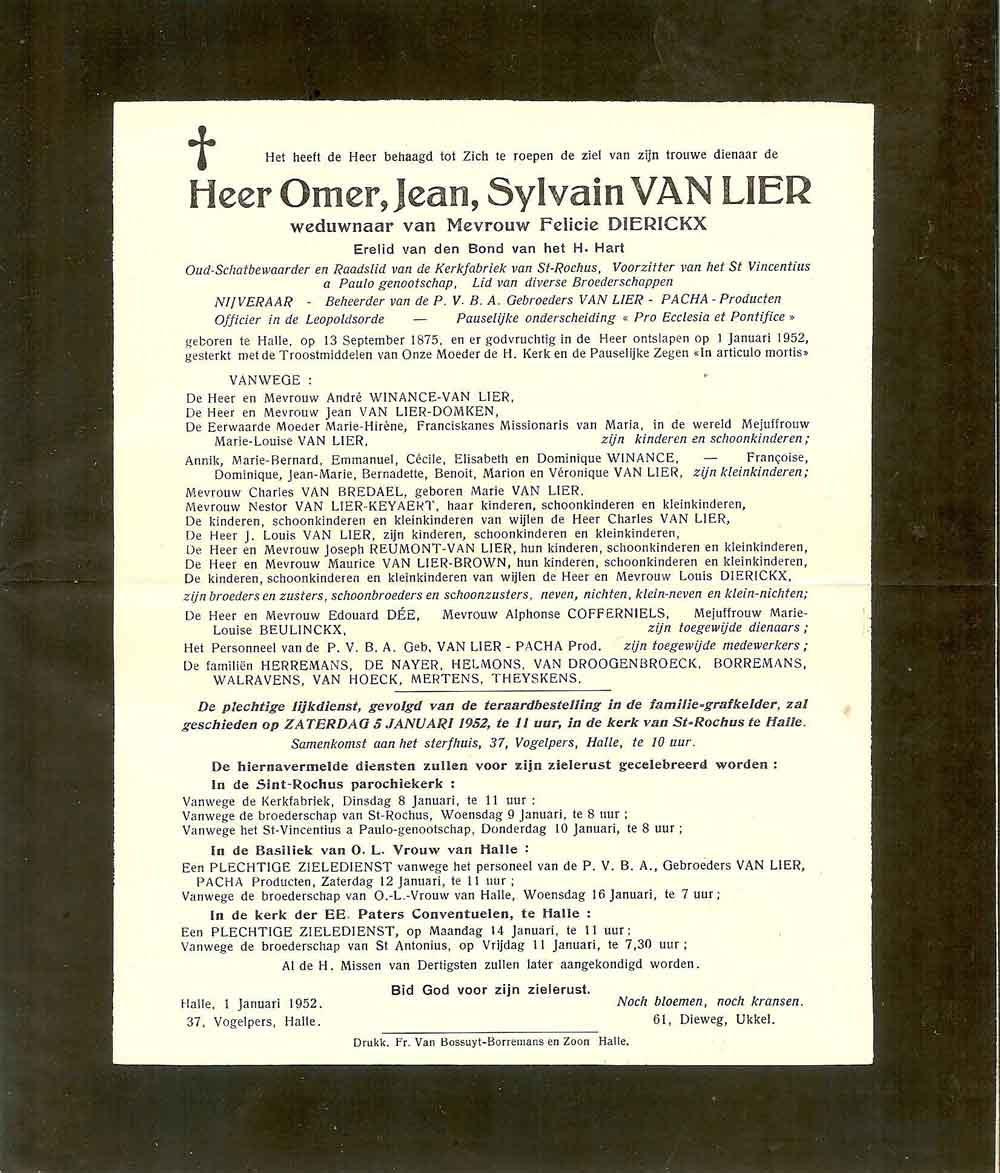 Het heeft de Heer behaagd tot Zich te roepen de ziel van zijn trouwe dienaar de
Heer Omer, Jean, Sylvain VAN LIER
weduwnaar van Mevrouw Felicie DIERICKX
Erelid van den Bond van het H. Hart
Oud-Schatbewaarder en Raadslid van de Kerkfabriek van St-Rochus, Voorzitter van het St Vincentius
a Paulo genootschap, Lid van diverse Broederschappen
NIJVERAAR - Beheerder van de P. V. B. A. Gebroeders VAN LIER - PACHA - Producten
Officier in de Leopoldsorde — Pauselijke onderscheiding « Pro Ecclesia et Pontifice »
geboren te Halle, op 13 September 1875, en er godvruchtig in de Heer ontslapen op 1 Januari 1952,
gesterkt met de Troostmiddelen van Onze Moeder de H. Kerk en de Pauselijke Zegen «In articulo mortis»
VANWEGE :
De Heer en Mevrouw André WINANCE-VAN LIER,
De Heer en Mevrouw Jean VAN LIER-DOMKEN,
De Eerwaarde Moeder Marie-Hirène, Franciskanes Missionaris van Maria, in de wereld Mejuffrouw
Marie-Louise VAN LIER, zijn kinderen en schoonkinderen;
Annik, Marie-Bernard, Emmanuel, Cécile, Elisabeth en Dominique WINANCE, — Françoise,
Dominique, Jean-Marie, Bernadette, Benoit, Marion en Véronique VAN LIER, zijn kleinkinderen;
Mevrouw Charles VAN BREDAEL, geboren Marie VAN LIER.
Mevrouw Nestor VAN LIER-KEYAERT, haar kinderen, schoonkinderen en kleinkinderen,
De kinderen, schoonkinderen en kleinkinderen van wijlen de Heer Charles VAN LIER,
De Heer J. Louis VAN LIER, zijn kinderen, schoonkinderen en kleinkinderen,
De Heer en Mevrouw Joseph REUMONT-VAN LIER, hun kinderen, schoonkinderen en kleinkinderen,
De Heer en Mevrouw Maurice VAN LIER-BROWN, hun kinderen, schoonkinderen en kleinkinderen,
De kinderen, schoonkinderen en kleinkinderen van wijlen de Heer en Mevrouw Louis DIERICKX,
zijn broeders en zusters, schoonbroeders en schoonzusters, neven, nichten, klein-neven en klein-nichten;
De Heer en Mevrouw Edouard DÉE, Mevrouw Alphonse COFFERNIELS, Mejuffrouw Marie-
Louise BEULINCKX, zijn toegewijde dienaars ;
Het Personneel van de P. V. B. A. Geb, VAN LIER - PACHA Prod. zijn toegewijde medewerkers ;
De familiën HERREMANS, DE NAYER, HELMONS, VAN DROOGENBROECK, BORREMANS,
WALRAVENS, VAN HOECK, MERTENS, THEYSKENS.
De plechtige lijkdienst, gevolgd van de teraardbestelling in de familie-grafkelder, zal
geschieden op ZATERDAG 5 JANUARI 1952, te 11 uur, in de kerk van St-Rochus te Halle.
Samenkomst aan het sterfhuis, 37, Vogelpers, Halle, te 10 uur.
De hiernavermelde diensten zullen voor zijn zielerust gecelebreerd worden :
In de Sint-Rochus parochiekerk :
Vanwege de Kerkfabriek, Dinsdag 8 Januari, te 11 uur :
Vanwege de broederschap van St-Rochus, Woensdag 9 Januari, te 8 uur ;
Vanwege het St-Vincentius a Paulo-genootschap, Donderdag 10 Januari, te 8 uur ;
In de Basiliek van O. L. Vrouw van Halle :
Een PLECHTIGE ZIELEDIENST vanwege het personeel van de P. V. B. A., Gebroeders VAN LIER,
PACHA Producten, Zaterdag 12 Januari, te 11 uur ;
Vanwege de broederschap van O.-L.-Vrouw van Halle, Woensdag 16 Januari, te 7 uur ;
In de kerk der EE. Paters Conventuelen, te Halle :
Een PLECHTIGE ZIELEDIENST, op Maandag 14 Januari, te 11 uur ;
Vanwege de broederschap van St Antonius, op Vrijdag 11 Januari, te 7,30 uur ;
Al de H. Missen van Dertigsten zullen later aangekondigd worden.
Bid God voor zijn zielerust.
Halle, 1 Januari 1952. Noch bloemen, noch kransen.
37, Vogelpers, Halle. 61, Dieweg, Ukkel.
Drukk. Fr. Van Bossuyt-Borremans en Zoon Halle.